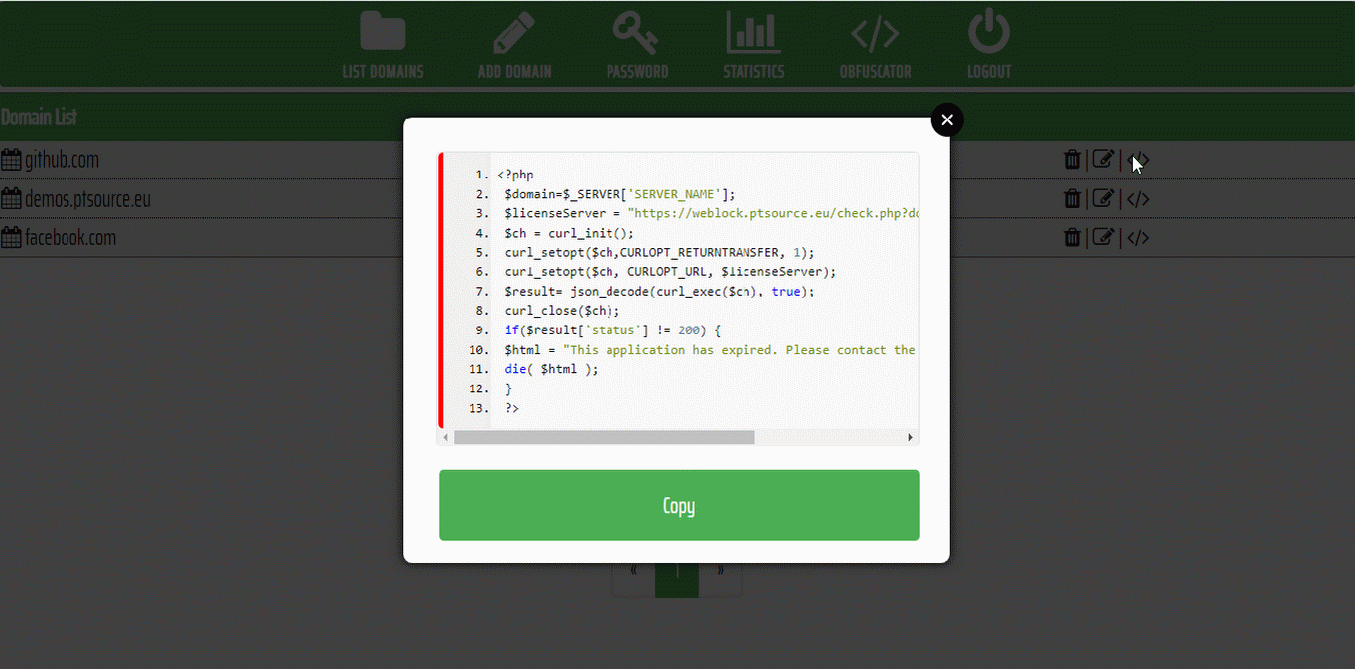 LIST DOMAINS ADD DOMAIN PASSWORD STATISTICS OBFUSCATOR LOGOUT
Domain List
github.com
demos.ptsource.eu
facebook.com
1. <?php
2. $domain=$_SERVER['SERVER_NAME'];
3. $licenseServer = "https://weblock.ptsource.eu/check.php?do
4. $ch = curl_init();
5. curl_setopt($ch,CURLOPT_RETURNTRANSFER, 1);
6. curl_setopt($ch, CURLOPT_URL, $licenseServer);
7. $result= json_decode(curl_exec($ch), true);
8. curl_close($ch);
9. if($result['status'] != 200) {
10. $html = "This application has expired. Please contact the
11. die( $html );
12. }
13. ?>
Copy
« 1 »